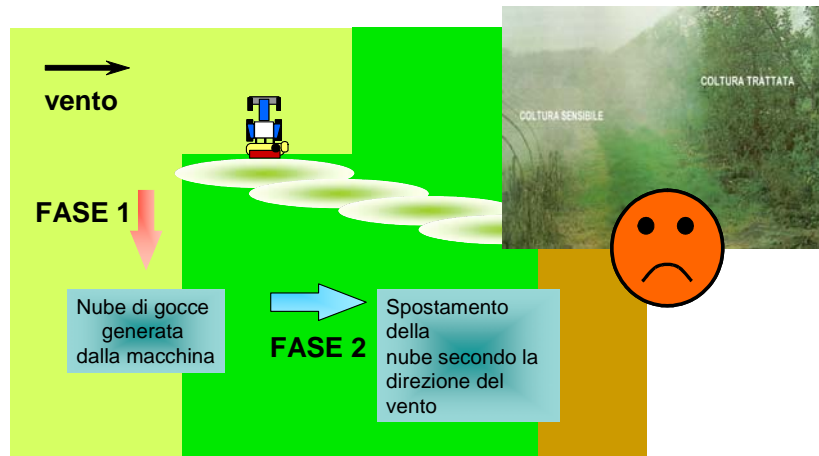 vento
COLTURA TRATTATA
COLTURA SENSIBILE
FASE 1
Nube di gocce
generata
dalla macchina
FASE 2
Spostamento
della
nube secondo la
direzione del
vento